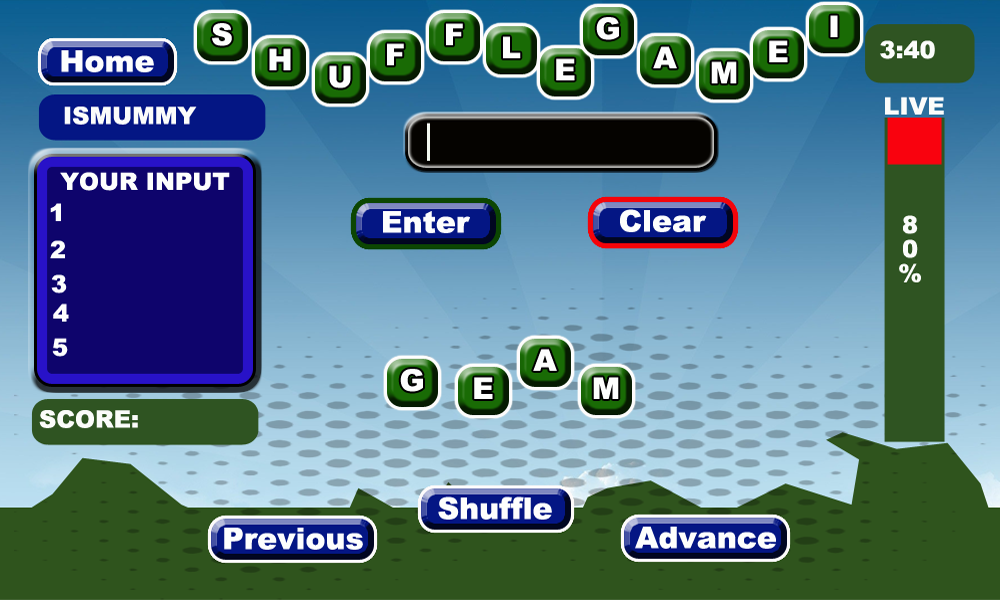 SHUFFLEGAMEI
Home
3:40
ISMUMMY
LIVE
YOUR INPUT
1
2
3
4
5
Enter
Clear
8
0
%
GEAM
SCORE:
Shuffle
Previous
Advance